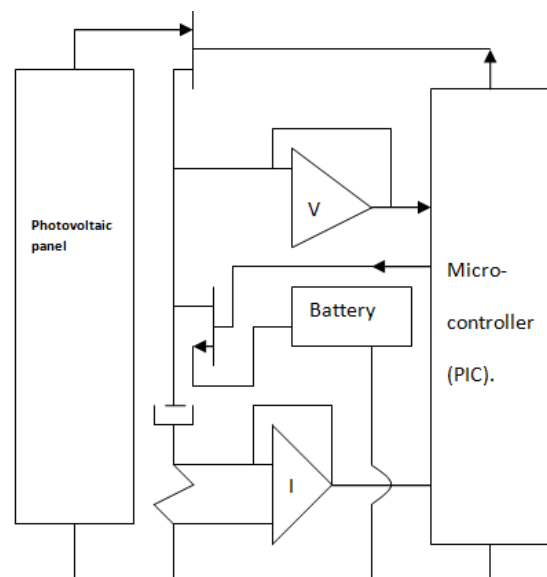 Photovoltaic
panel
V
Micro-
controller
(PIC).
Battery
I